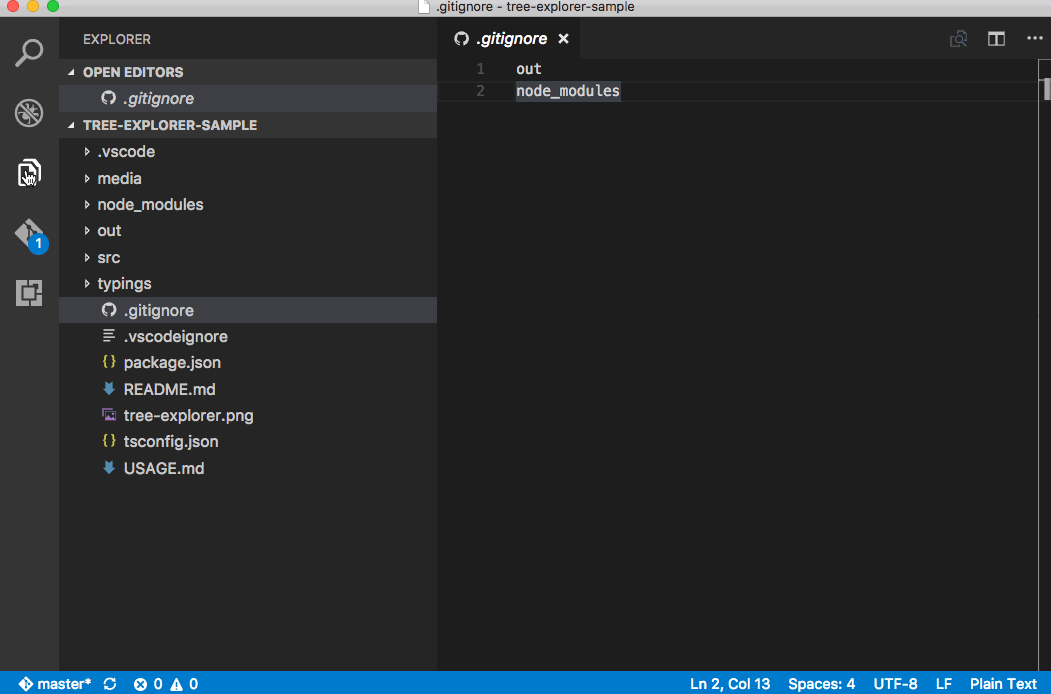 .gitignore - tree-explorer-sample
EXPLORER
OPEN EDITORS
.gitignore
TREE-EXPLORER-SAMPLE
.vscode
media
node_modules
out
src
typings
.gitignore
.vscodeignore
{} package.json
README.md
tree-explorer.png
{} tsconfig.json
USAGE.md
1
.gitignore
1 out
2 node_modules
master* 0 0 Ln 2, Col 13 Spaces: 4 UTF-8 LF Plain Text